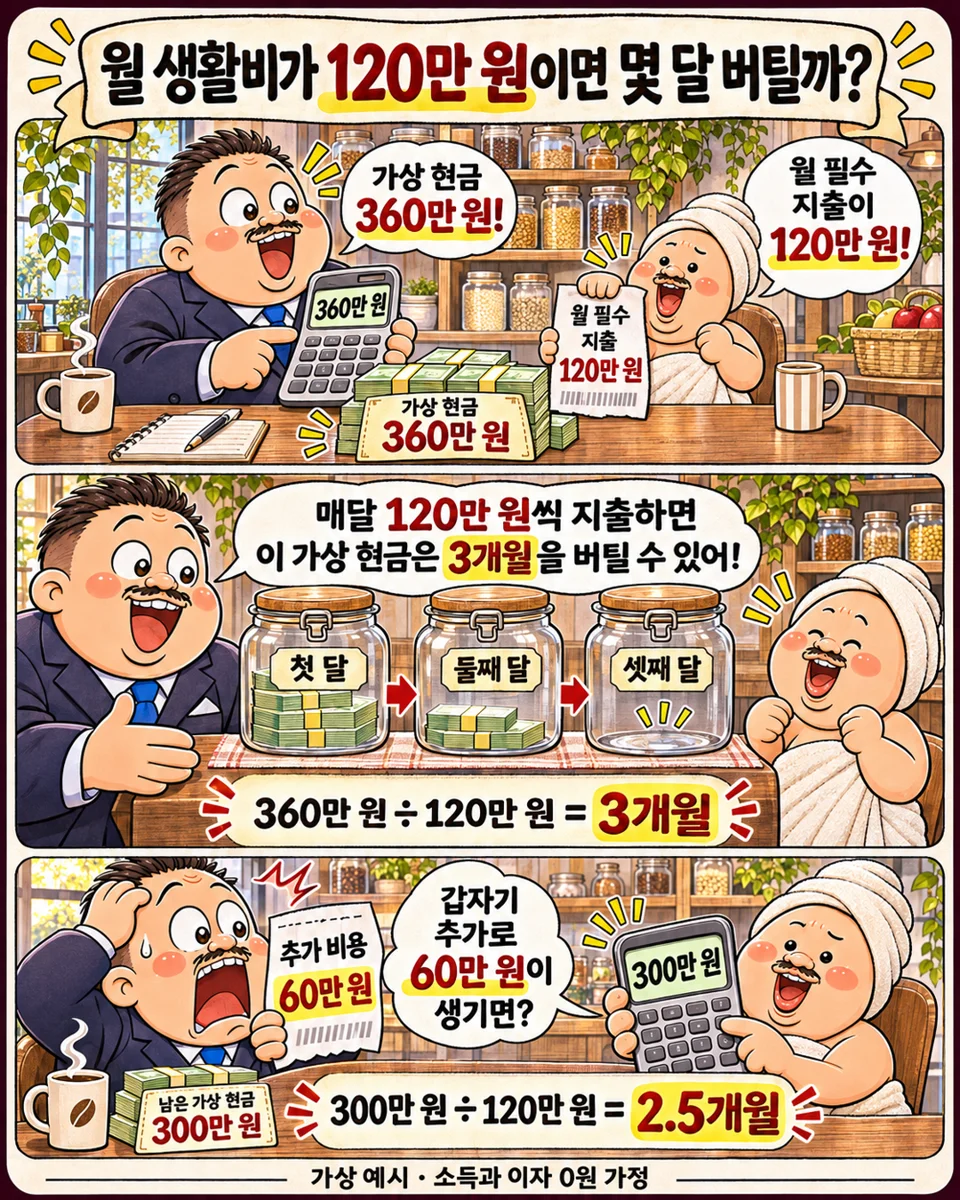 월 생활비가 120만 원이면 몇 달 버틸까?
가상 현금
360만 원!
월 필수
지출이
120만 원!
360만 원
월 필수
지출
120만 원
가상 현금
360만 원
매달 120만 원씩 지출하면
이 가상 현금은 3개월을 버틸 수 있어!
첫 달
둘째 달
셋째 달
360만 원 ÷ 120만 원 = 3개월
추가 비용
60만 원
갑자기
추가로
60만 원이
생기면?
300만 원
남은 가상 현금
300만 원
300만 원 ÷ 120만 원 = 2.5개월
가상 예시 · 소득과 이자 0원 가정